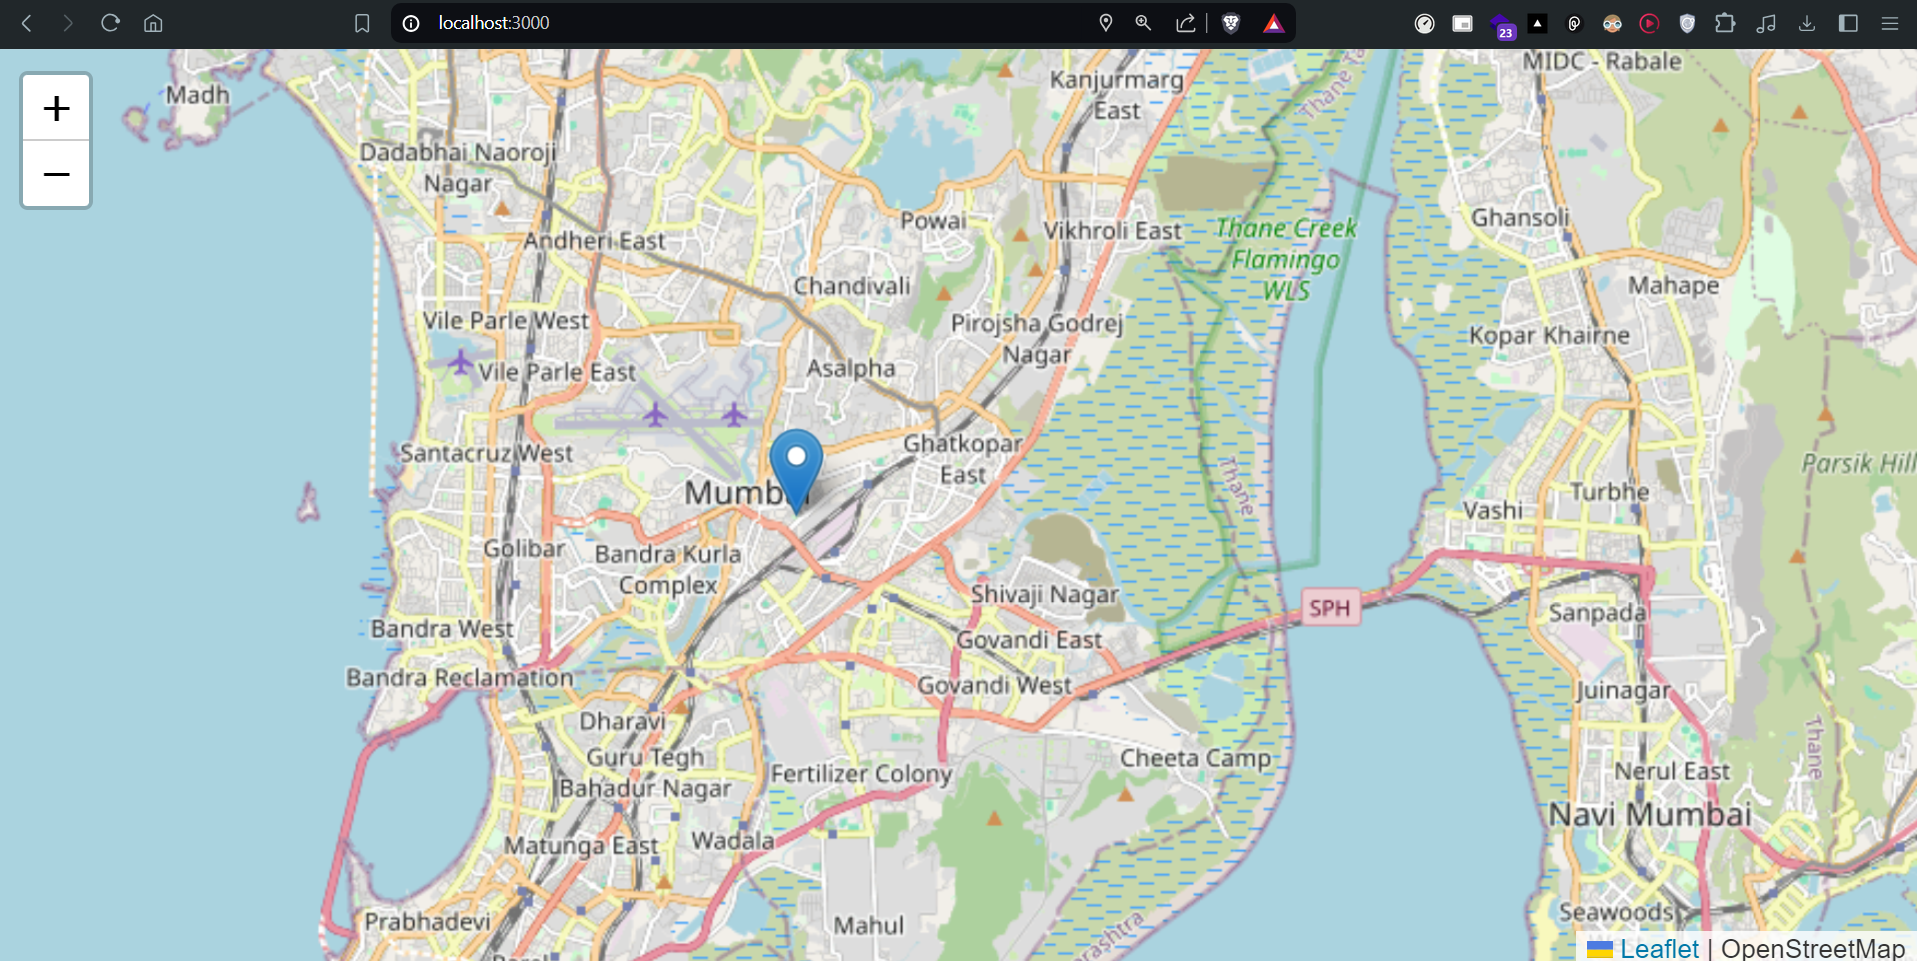 localhost:3000
23
+
−
Madh
Kanjurmarg
East
MIDC - Rabale
Thane Ta
Dadabhai Naoroji
Nagar
Powai
Vikhroli East
Thane Creek
Flamingo
WLS
Ghansoli
Andheri East
Chandivali
Mahape
Vile Parle West
Pirojsha Godrej
Nagar
Kopar Khairne
Vile Parle East
Asalpha
Santacruz West
Ghatkopar
East
Thane
Parsik Hill
Mumbai
Turbhe
Vashi
Golibar
Bandra Kurla
Complex
Shivaji Nagar
SPH
Sanpada
Bandra West
Govandi East
Bandra Reclamation
Govandi West
Juinagar
Dharavi
Guru Tegh
Bahadur Nagar
Fertilizer Colony
Cheeta Camp
Thane
Nerul East
Navi Mumbai
Matunga East
Wadala
Prabhadevi
Mahul
arashtra
Seawoods
Leaflet | OpenStreetMap